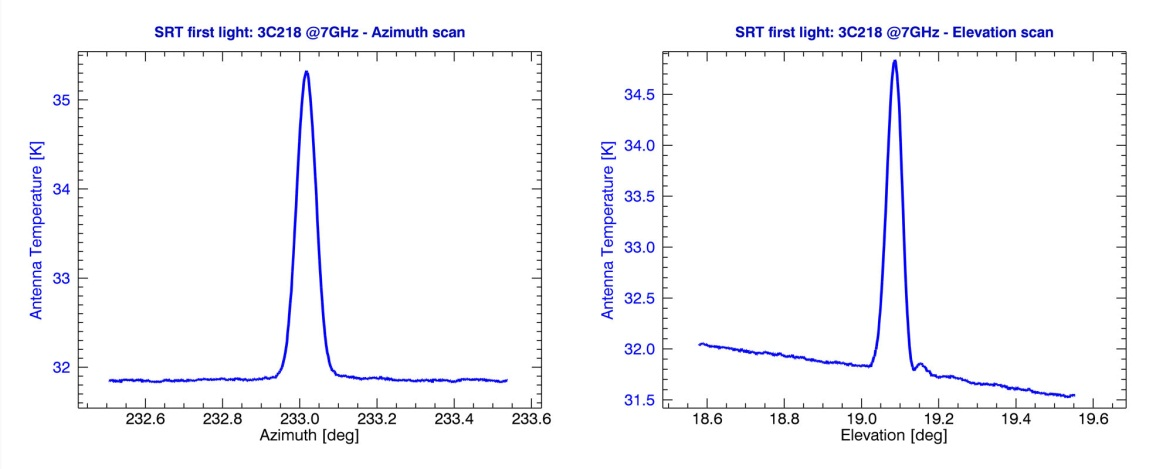 SRT first light: 3C218 @7GHz - Azimuth scan
35
34
33
32
Antenna Temperature [K]
232.6 232.8 233.0 233.2 233.4 233.6
Azimuth [deg]
SRT first light: 3C218 @7GHz - Elevation scan
34.5
34.0
33.5
33.0
32.5
32.0
31.5
Antenna Temperature [K]
18.6 18.8 19.0 19.2 19.4 19.6
Elevation [deg]